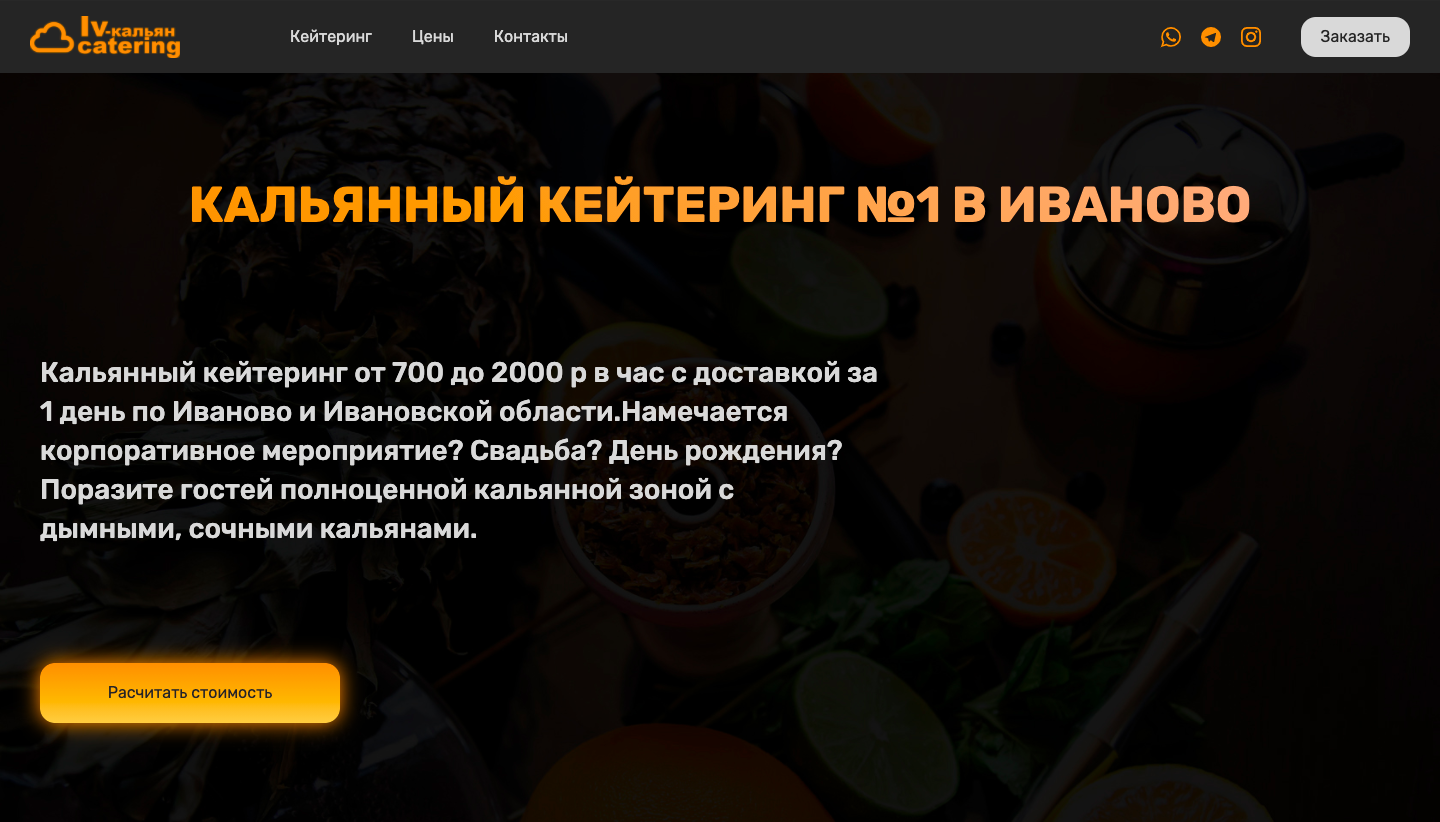 Iv-кальян
catering
Кейтеринг
Цены
Контакты
Заказать
КАЛЬЯННЫЙ КЕЙТЕРИНГ №1 В ИВАНОВО
Кальянный кейтеринг от 700 до 2000 р в час с доставкой за
1 день по Иваново и Ивановской области.Намечается
корпоративное мероприятие? Свадьба? День рождения?
Поразите гостей полноценной кальянной зоной с
дымными, сочными кальянами.
Расчитать стоимость